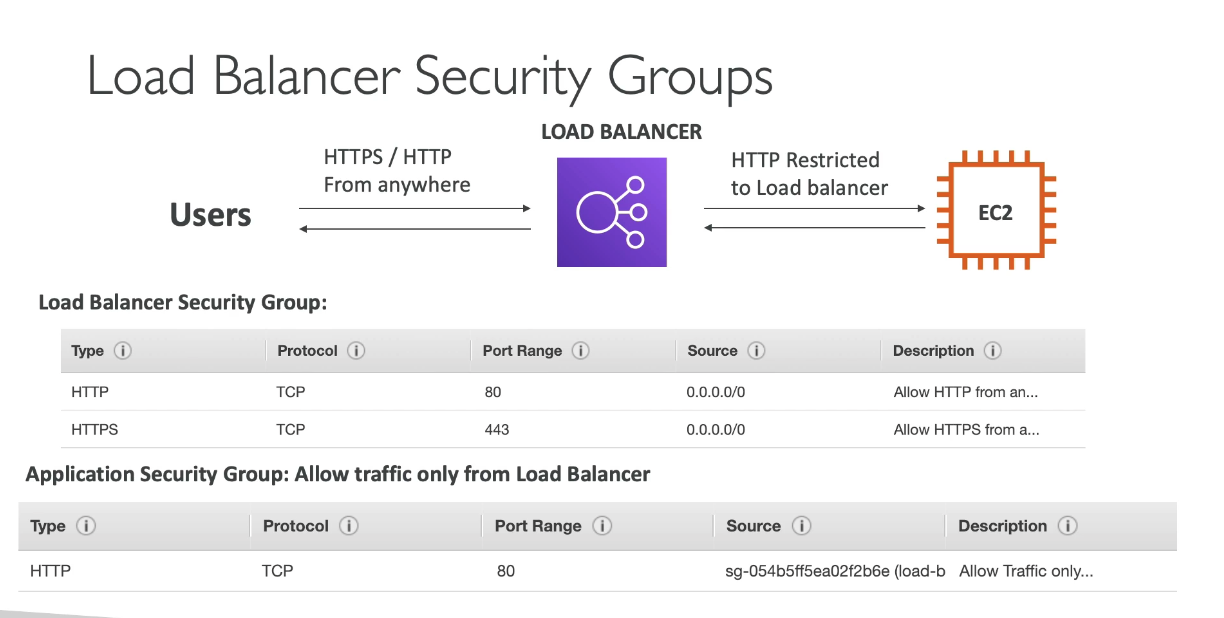 Load Balancer Security Groups
LOAD BALANCER
HTTPS / HTTP
From anywhere
HTTP Restricted
to Load balancer
Users
EC2
Load Balancer Security Group:
Type Protocol Port Range Source Description
HTTP TCP 80 0.0.0.0/0 Allow HTTP from an...
HTTPS TCP 443 0.0.0.0/0 Allow HTTPS from a...
Application Security Group: Allow traffic only from Load Balancer
Type Protocol Port Range Source Description
HTTP TCP 80 sg-054b5ff5ea02f2b6e (load-b Allow Traffic only...